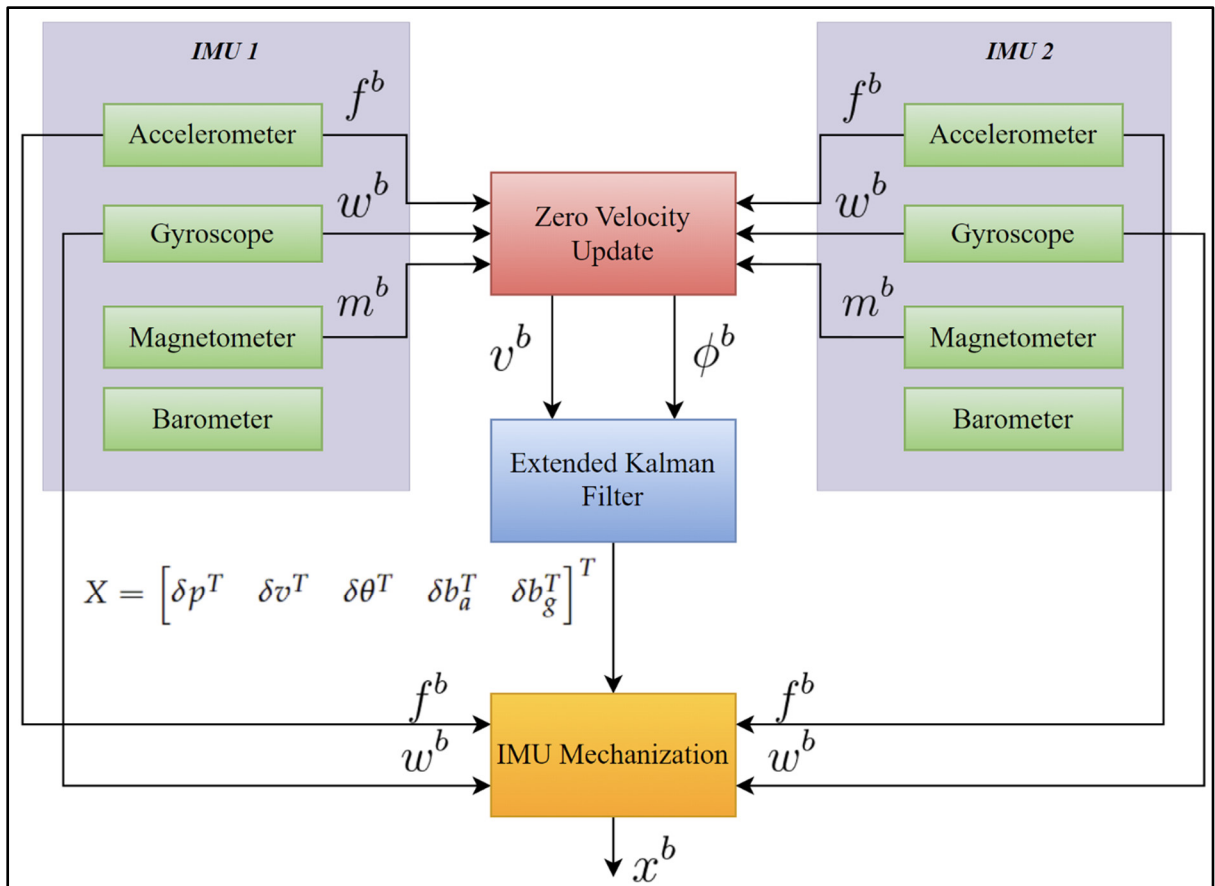 IMU 1
Accelerometer
Gyroscope
Magnetometer
Barometer
f^b
w^b
m^b
Zero Velocity
Update
IMU 2
f^b
w^b
m^b
Accelerometer
Gyroscope
Magnetometer
Barometer
v^b
ϕ^b
Extended Kalman
Filter
X = [δp^T δv^T δθ^T δb_a^T δb_g^T]^T
f^b
w^b
IMU Mechanization
f^b
w^b
x^b